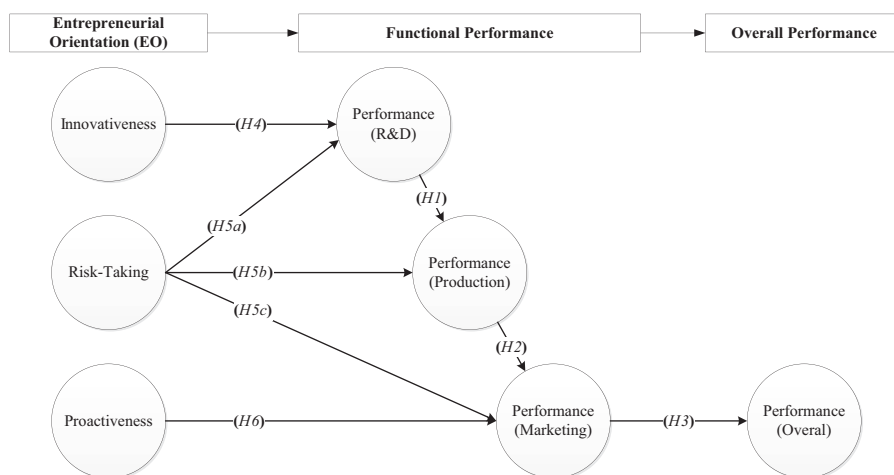 Entrepreneurial
Orientation (EO)
Functional Performance
Overall Performance
Innovativeness
(H4)
Performance
(R&D)
(H1)
(H5a)
Risk-Taking
(H5b)
Performance
(Production)
(H5c)
(H2)
Proactiveness
(H6)
Performance
(Marketing)
(H3)
Performance
(Overal)